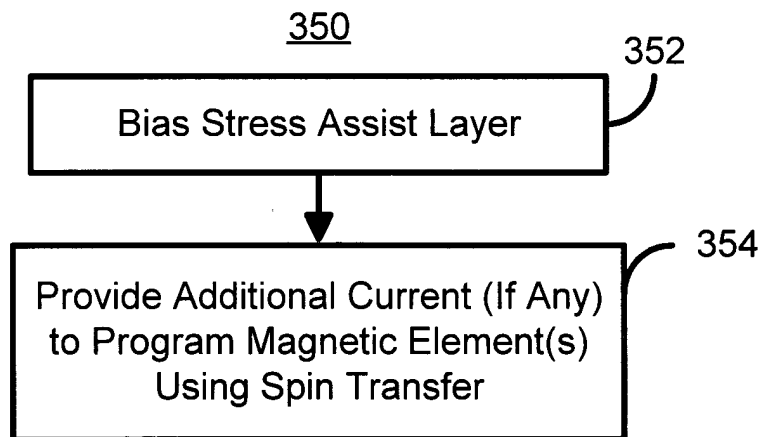 350
352
Bias Stress Assist Layer
354
Provide Additional Current (If Any)
to Program Magnetic Element(s)
Using Spin Transfer